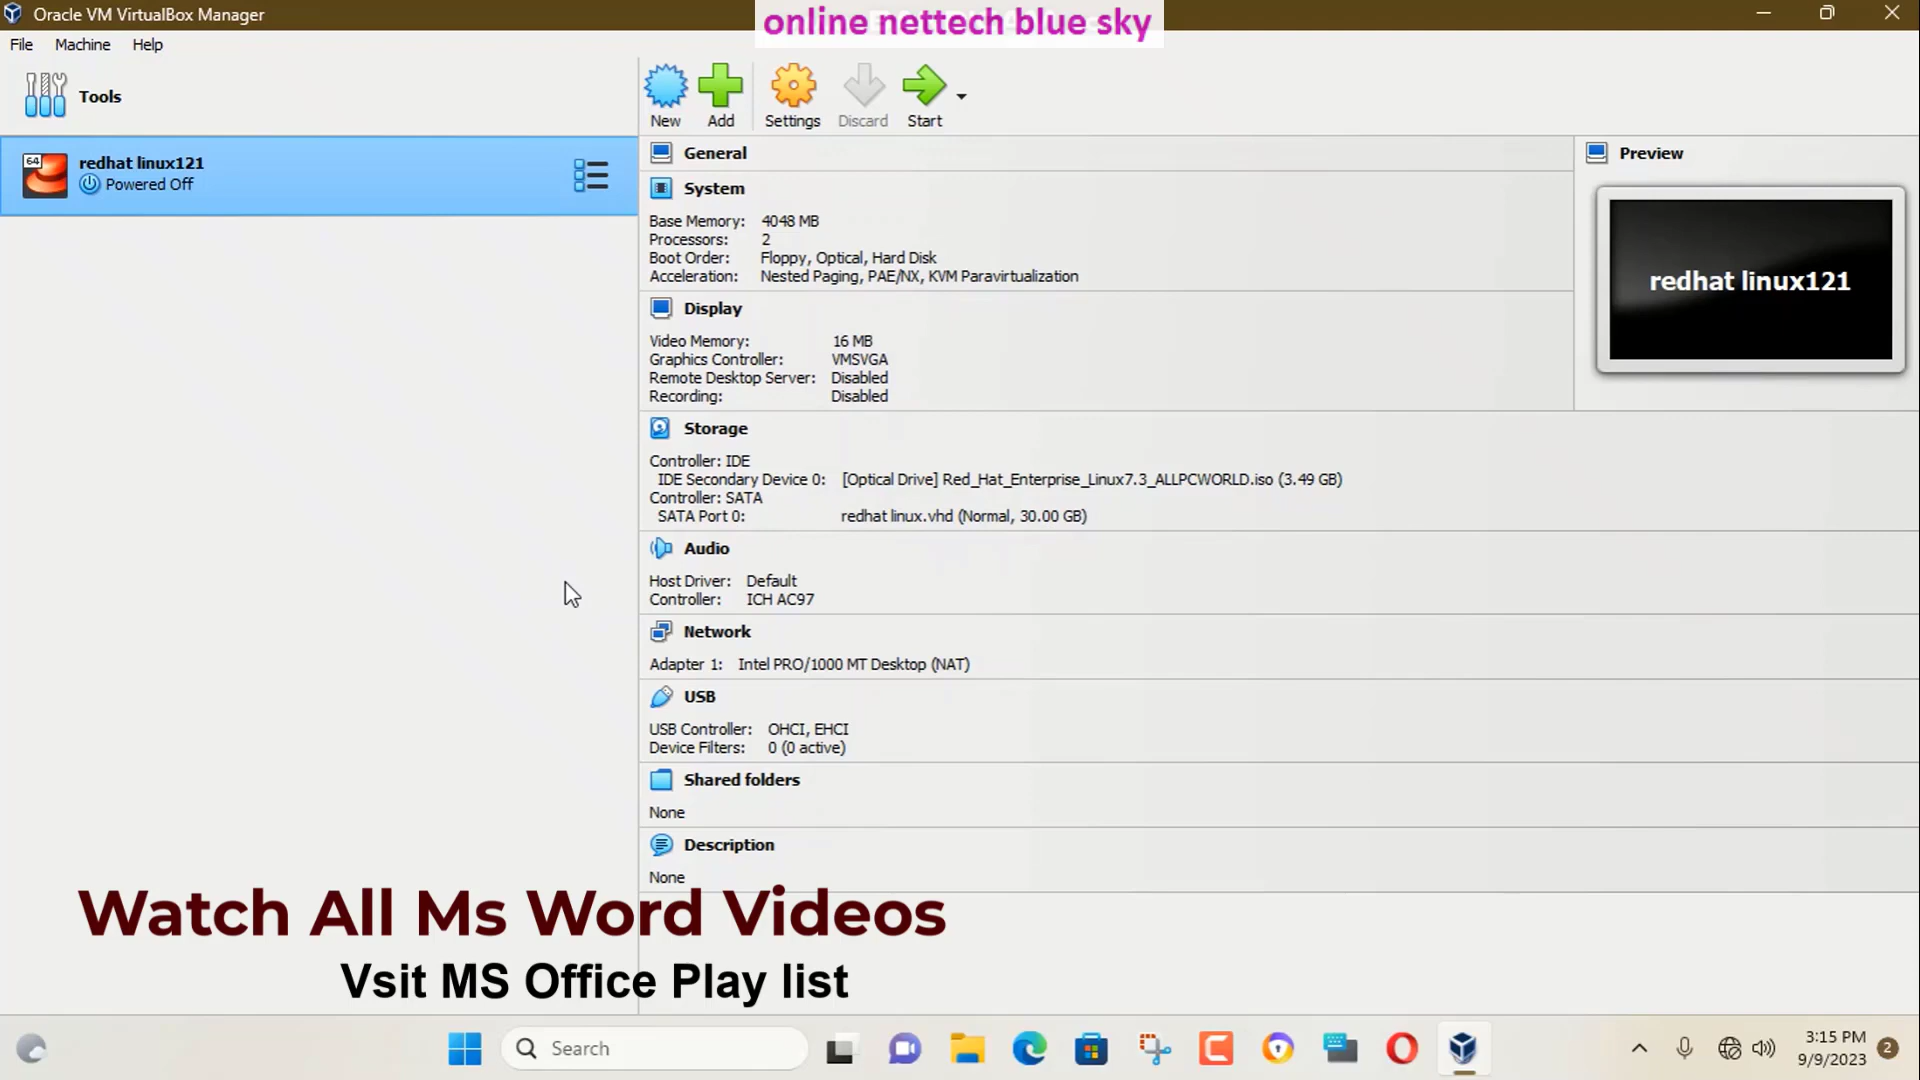 Oracle VM VirtualBox Manager
online nettech blue sky
File Machine Help
Tools
New Add Settings Discard Start
64
redhat linux121
Powered Off
General
Preview
redhat linux121
System
Base Memory: 4048 MB
Processors: 2
Boot Order: Floppy, Optical, Hard Disk
Acceleration: Nested Paging, PAE/NX, KVM Paravirtualization
Display
Video Memory: 16 MB
Graphics Controller: VMSVGA
Remote Desktop Server: Disabled
Recording: Disabled
Storage
Controller: IDE
IDE Secondary Device 0: [Optical Drive] Red_Hat_Enterprise_Linux7.3_ALLPCWORLD.iso (3.49 GB)
Controller: SATA
SATA Port 0: redhat linux.vhd (Normal, 30.00 GB)
Audio
Host Driver: Default
Controller: ICH AC97
Network
Adapter 1: Intel PRO/1000 MT Desktop (NAT)
USB
USB Controller: OHCI, EHCI
Device Filters: 0 (0 active)
Shared folders
None
Description
None
Watch All Ms Word Videos
Vsit MS Office Play list
Search
3:15 PM
9/9/2023
2